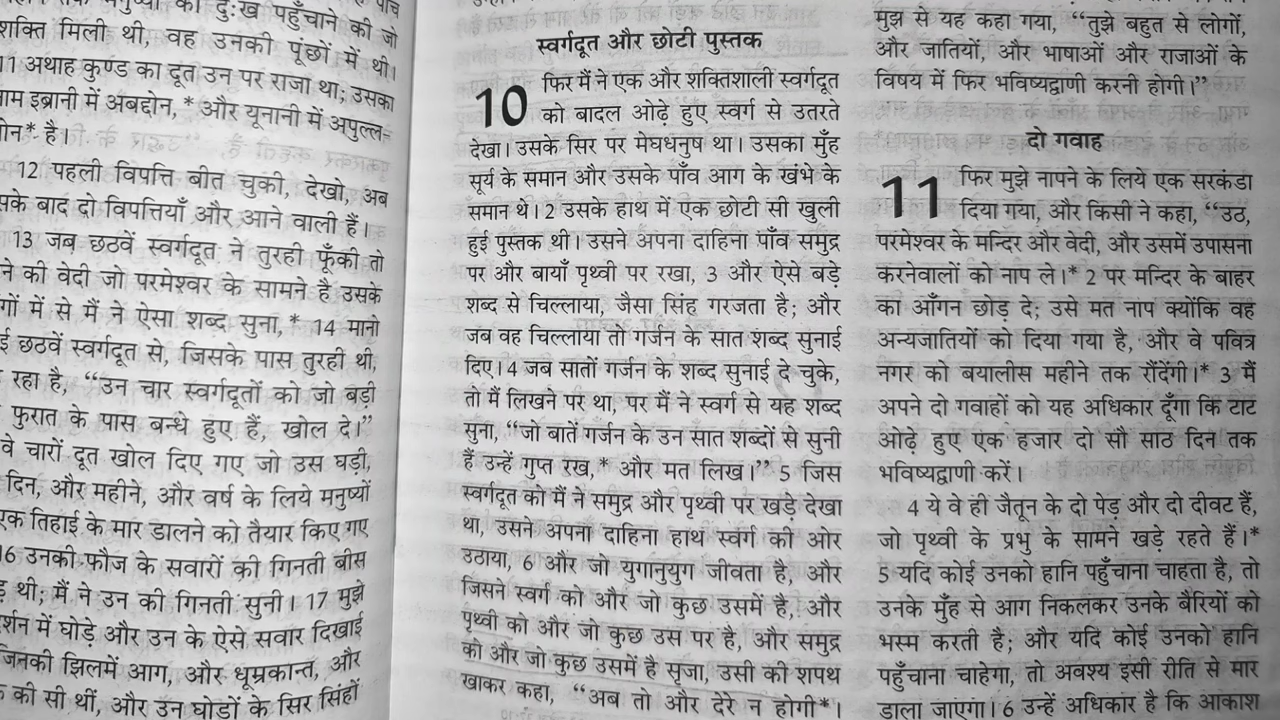 दुःख पहुँचाने की जो
शक्ति मिली थी, वह उनकी पूंछों में थी।
11 अथाह कुण्ड का दूत उन पर राजा था; उसका
इब्रानी में अबद्दोन, * और यूनानी में अपुल्ल-
है।
12 पहली विपत्ति बीत चुकी, देखो, अब
बाद दो विपत्तियाँ और आने वाली हैं।
13 जब छठवें स्वर्गदूत ने तुरही फूँकी तो
की वेदी जो परमेश्वर के सामने है उसके
में से मैं ने ऐसा शब्द सुना, * 14 मानो
छठवें स्वर्गदूत से, जिसके पास तुरही थी,
रहा है, “उन चार स्वर्गदूतों को जो बड़ी
फुरात के पास बन्धे हुए हैं, खोल दे।”
वे चारों दूत खोल दिए गए जो उस घड़ी,
दिन, और महीने, और वर्ष के लिये मनुष्यों
एक तिहाई के मार डालने को तैयार किए गए
उनकी फौज के सवारों की गिनती बीस
थी; मैं ने उन की गिनती सुनी। 17 मुझे
में घोड़े और उन के ऐसे सवार दिखाई
जिनकी झिलमें आग, और धूम्रकान्त, और
की सी थीं, और उन घोड़ों के सिर सिंहों
स्वर्गदूत और छोटी पुस्तक
10 फिर मैं ने एक और शक्तिशाली स्वर्गदूत
को बादल ओढ़े हुए स्वर्ग से उतरते
देखा। उसके सिर पर मेघधनुष था। उसका मुँह
सूर्य के समान और उसके पाँव आग के खंभे के
समान थे। 2 उसके हाथ में एक छोटी सी खुली
हुई पुस्तक थी। उसने अपना दाहिना पाँव समुद्र
पर और बायाँ पृथ्वी पर रखा, 3 और ऐसे बड़े
शब्द से चिल्लाया, जैसा सिंह गरजता है; और
जब वह चिल्लाया तो गर्जन के सात शब्द सुनाई
दिए। 4 जब सातों गर्जन के शब्द सुनाई दे चुके,
तो मैं लिखने पर था, पर मैं ने स्वर्ग से यह शब्द
सुना, “जो बातें गर्जन के उन सात शब्दों से सुनी
हैं उन्हें गुप्त रख, * और मत लिख।” 5 जिस
स्वर्गदूत को मैं ने समुद्र और पृथ्वी पर खड़े देखा
था, उसने अपना दाहिना हाथ स्वर्ग की ओर
उठाया, 6 और जो युगानुयुग जीवता है, और
जिसने स्वर्ग को और जो कुछ उसमें है, और
पृथ्वी को और जो कुछ उस पर है, और समुद्र
को और जो कुछ उसमें है सृजा, उसी की शपथ
खाकर कहा, “अब तो और देर न होगी*।
मुझ से यह कहा गया, “तुझे बहुत से लोगों,
और जातियों, और भाषाओं और राजाओं के
विषय में फिर भविष्यद्वाणी करनी होगी।”
दो गवाह
11 फिर मुझे नापने के लिये एक सरकंडा
दिया गया, और किसी ने कहा, “उठ,
परमेश्वर के मन्दिर और वेदी, और उसमें उपासना
करनेवालों को नाप ले।* 2 पर मन्दिर के बाहर
का आँगन छोड़ दे; उसे मत नाप क्योंकि वह
अन्यजातियों को दिया गया है, और वे पवित्र
नगर को बयालीस महीने तक रौंदेंगी।* 3 मैं
अपने दो गवाहों को यह अधिकार दूँगा कि टाट
ओढ़े हुए एक हजार दो सौ साठ दिन तक
भविष्यद्वाणी करें।
4 ये वे ही जैतून के दो पेड़ और दो दीवट हैं,
जो पृथ्वी के प्रभु के सामने खड़े रहते हैं।*
5 यदि कोई उनको हानि पहुँचाना चाहता है, तो
उनके मुँह से आग निकलकर उनके बैरियों को
भस्म करती है; और यदि कोई उनको हानि
पहुँचाना चाहेगा, तो अवश्य इसी रीति से मार
डाला जाएगा। 6 उन्हें अधिकार है कि आकाश